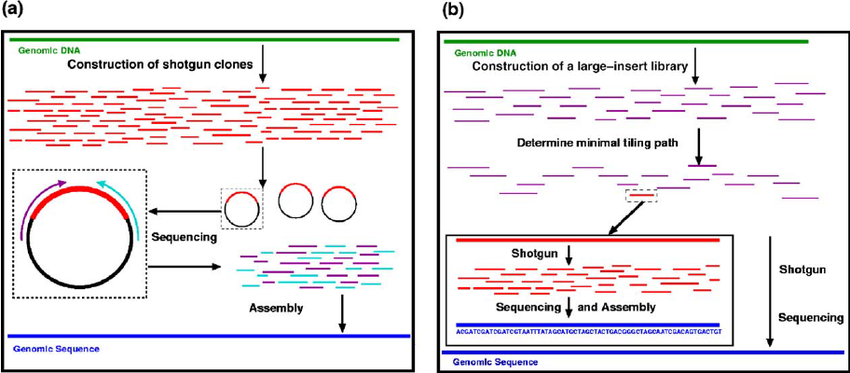 (a)
Genomic DNA
Construction of shotgun clones
Sequencing
Assembly
Genomic Sequence
(b)
Genomic DNA
Construction of a large-insert library
Determine minimal tiling path
Shotgun
Sequencing and Assembly
ACGATCGATCGATCGTAATTTATAGCATGCTAGCTACTGACGGGCTAGCAATCGACAGTGACTGT
Shotgun
Sequencing
Genomic Sequence